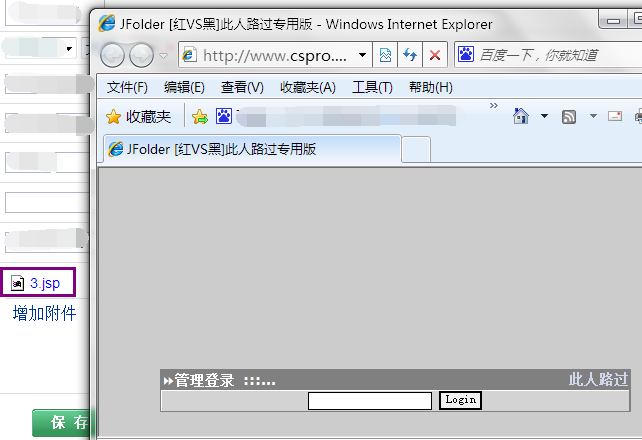 JFolder [红VS黑]此人路过专用版 - Windows Internet Explorer
http://www.cspro....
百度一下，你就知道
文件(F) 编辑(E) 查看(V) 收藏夹(A) 工具(T) 帮助(H)
收藏夹
JFolder [红VS黑]此人路过专用版
3.jsp
增加附件
管理登录 :::... 此人路过
Login
保 存